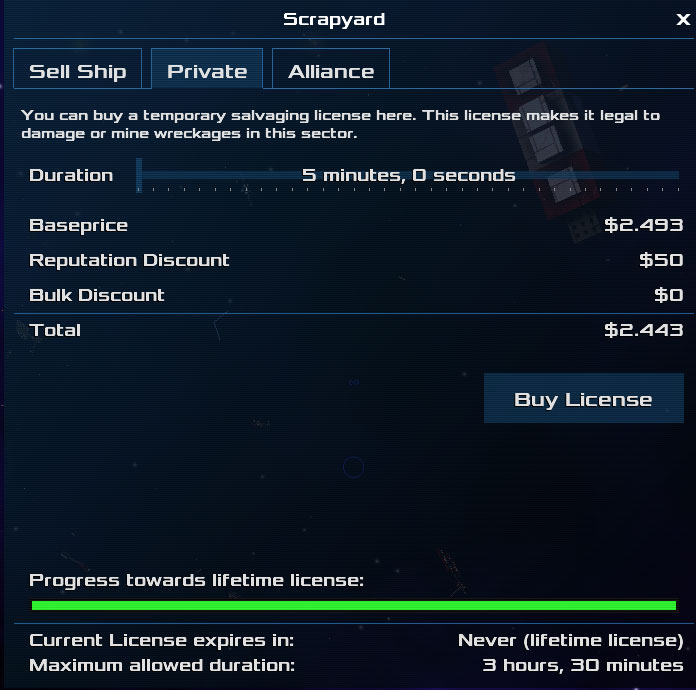 Scrapyard x
Sell Ship Private Alliance
You can buy a temporary salvaging license here. This license makes it legal to
damage or mine wreckages in this sector.
Duration 5 minutes, 0 seconds
Baseprice $2.493
Reputation Discount $50
Bulk Discount $0
Total $2.443
Buy License
Progress towards lifetime license:
Current License expires in: Never (lifetime license)
Maximum allowed duration: 3 hours, 30 minutes